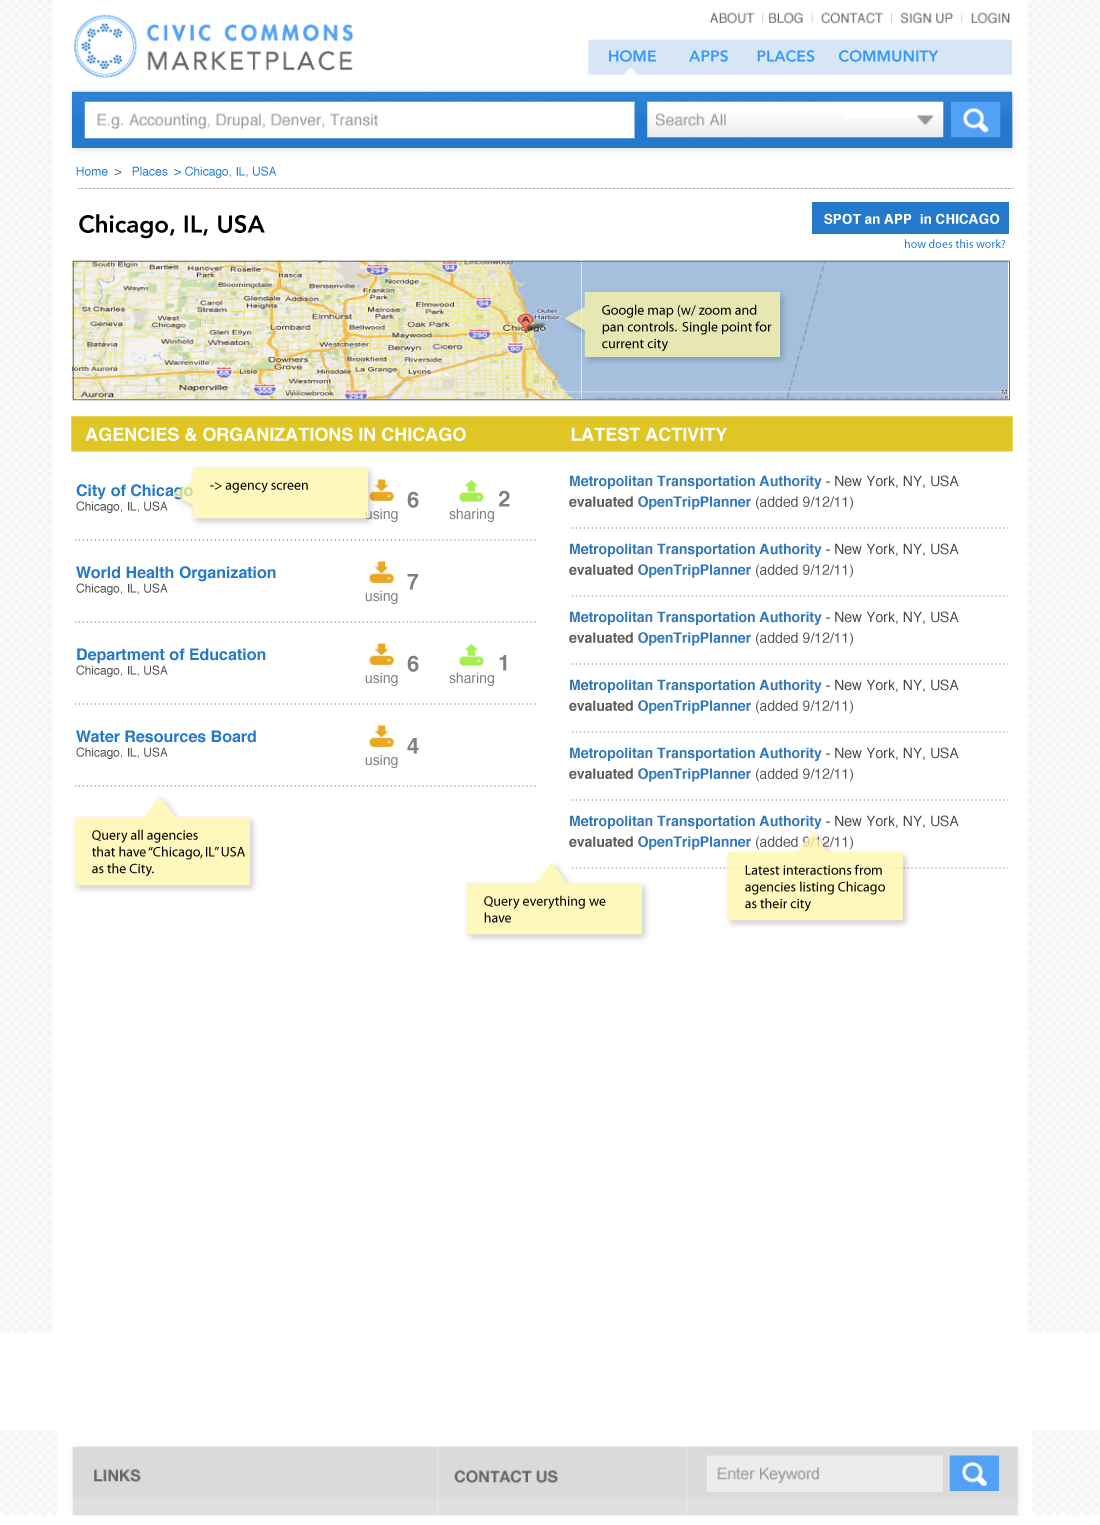 CIVIC COMMONS
MARKETPLACE
ABOUT | BLOG | CONTACT | SIGN UP | LOGIN
HOME APPS PLACES COMMUNITY
E.g. Accounting, Drupal, Denver, Transit
Search All
Home > Places > Chicago, IL, USA
Chicago, IL, USA
SPOT an APP in CHICAGO
how does this work?
South Elgin
Bartlett
Hanover Park
Roselle
Itasca
294
94
Lincolnwood
Wayne
Bloomingdale
Bensenville
Franklin Park
Norridge
St Charles
Carol Stream
Glendale Heights
Addison
Elmhurst
Melrose Park
Elmwood Park
94
Outer Harbor
A
Geneva
West Chicago
Glen Ellyn
Lombard
Bellwood
Oak Park
Maywood
Chicago
290
Batavia
Winfield
Wheaton
Westchester
Berwyn
Cicero
90
Warrenville
Downers Grove
Brookfield
Riverside
orth Aurora
88
Lisle
Hinsdale
La Grange
Lyons
Westmont
Naperville
355
Willowbrook
294
Aurora
Google map (w/ zoom and
pan controls. Single point for
current city
AGENCIES & ORGANIZATIONS IN CHICAGO
City of Chicago
Chicago, IL, USA
-> agency screen
using 6
sharing 2
World Health Organization
Chicago, IL, USA
using 7
Department of Education
Chicago, IL, USA
using 6
sharing 1
Water Resources Board
Chicago, IL, USA
using 4
Query all agencies
that have “Chicago, IL” USA
as the City.
LATEST ACTIVITY
Metropolitan Transportation Authority - New York, NY, USA
evaluated OpenTripPlanner (added 9/12/11)
Metropolitan Transportation Authority - New York, NY, USA
evaluated OpenTripPlanner (added 9/12/11)
Metropolitan Transportation Authority - New York, NY, USA
evaluated OpenTripPlanner (added 9/12/11)
Metropolitan Transportation Authority - New York, NY, USA
evaluated OpenTripPlanner (added 9/12/11)
Metropolitan Transportation Authority - New York, NY, USA
evaluated OpenTripPlanner (added 9/12/11)
Metropolitan Transportation Authority - New York, NY, USA
evaluated OpenTripPlanner (added 9/12/11)
Latest interactions from
agencies listing Chicago
as their city
Query everything we
have
LINKS
CONTACT US
Enter Keyword